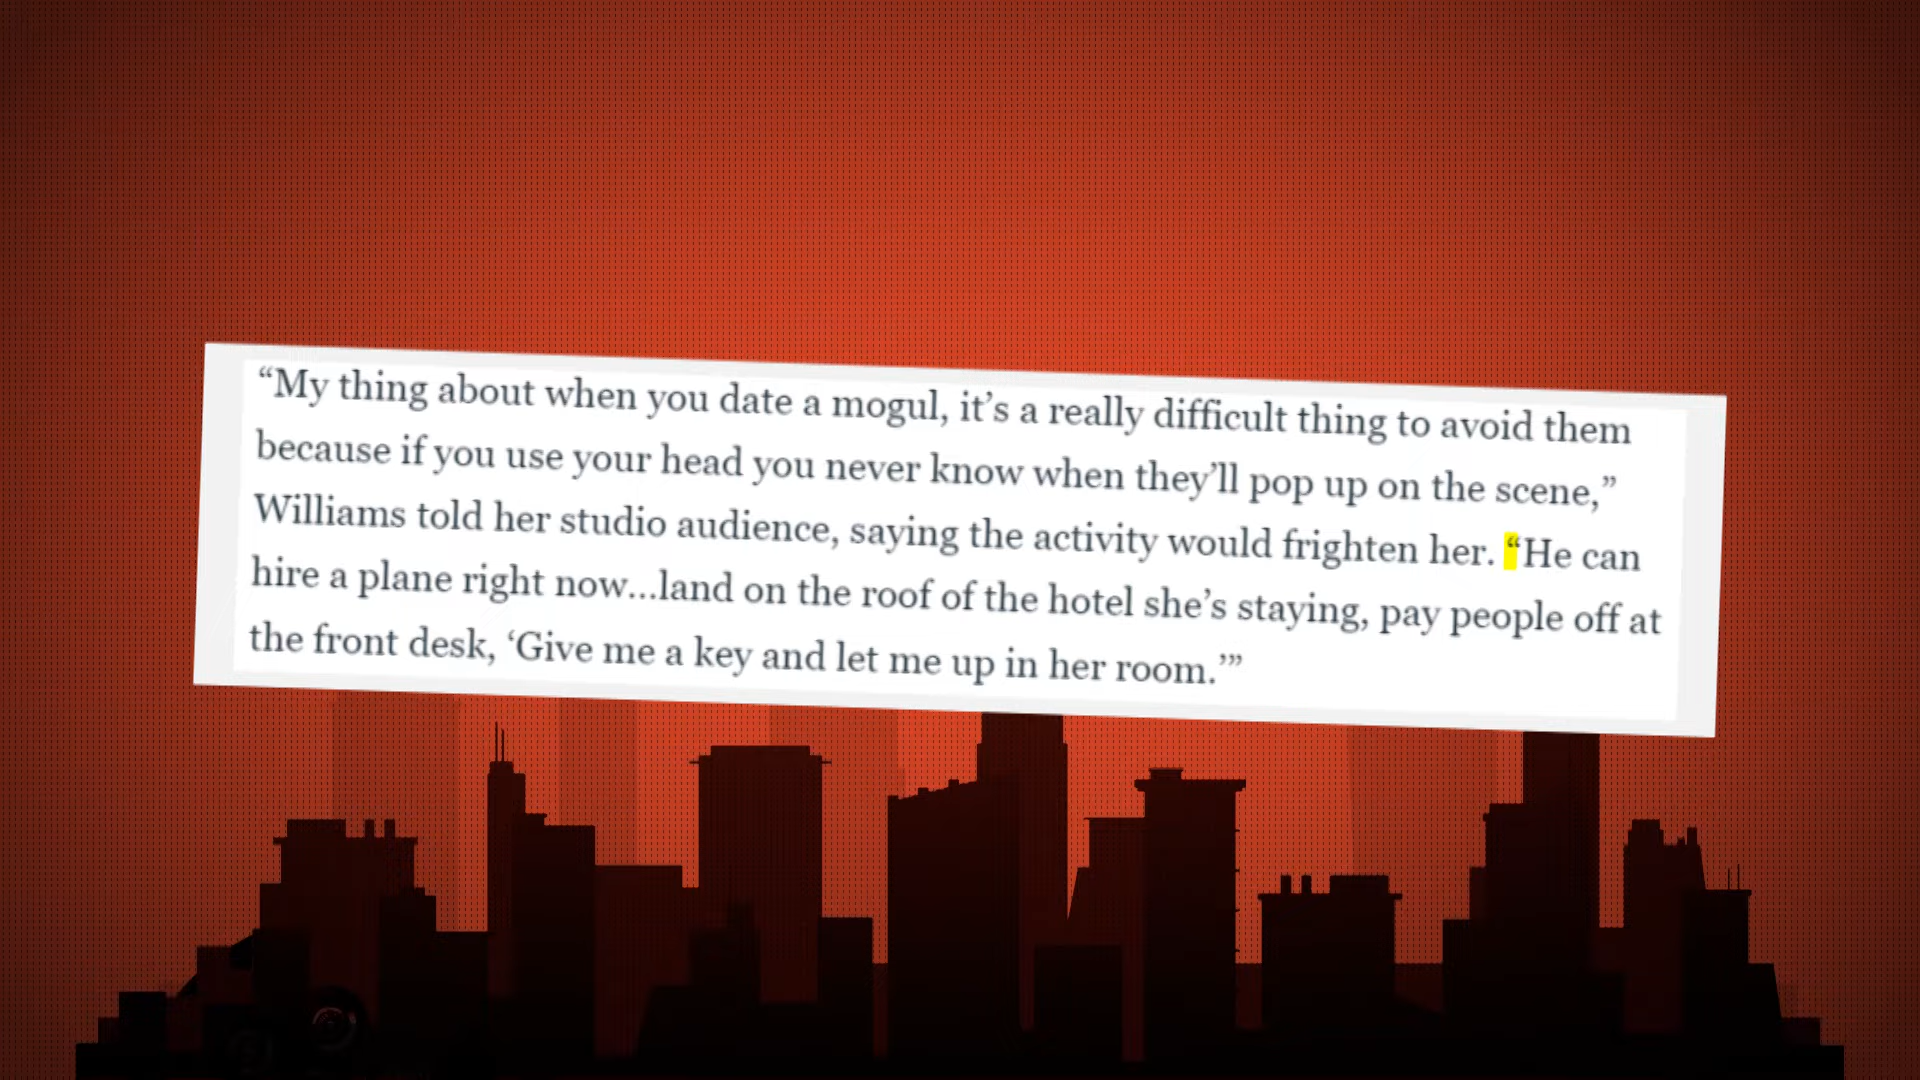 “My thing about when you date a mogul, it’s a really difficult thing to avoid them
because if you use your head you never know when they’ll pop up on the scene,”
Williams told her studio audience, saying the activity would frighten her. “He can
hire a plane right now...land on the roof of the hotel she’s staying, pay people off at
the front desk, ‘Give me a key and let me up in her room.’”